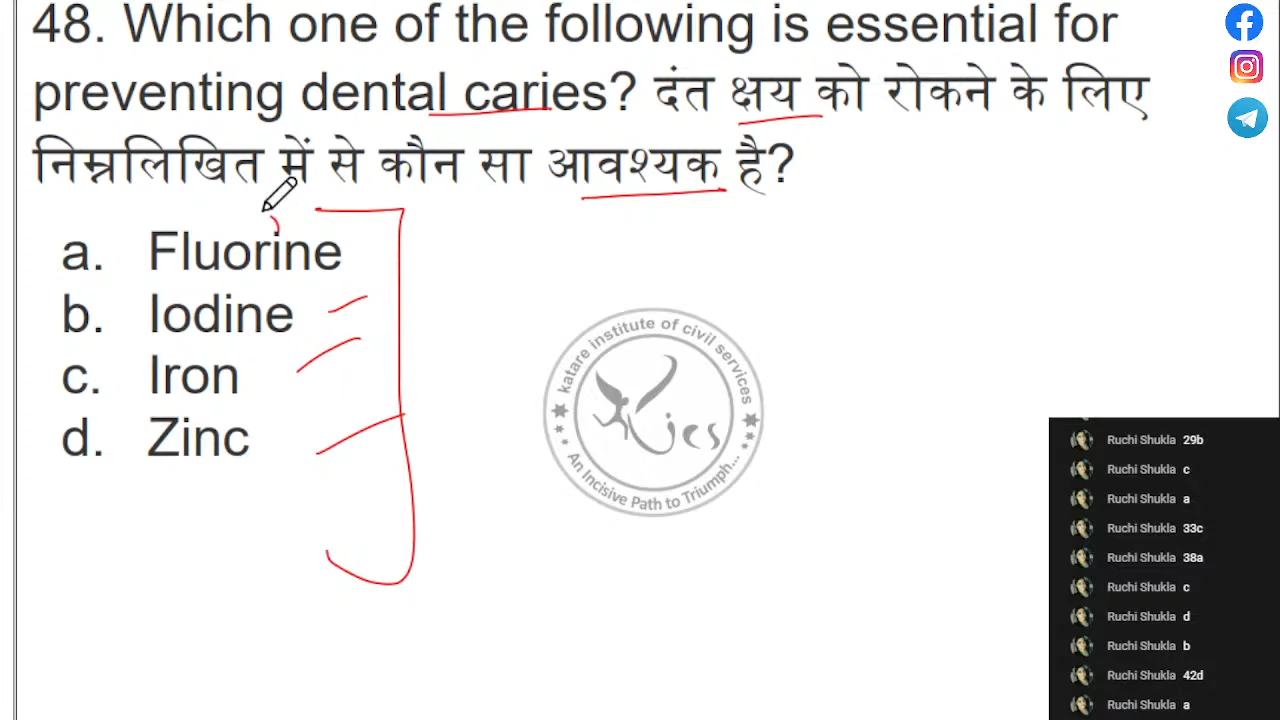 48. Which one of the following is essential for
preventing dental caries? दंत क्षय को रोकने के लिए
निम्नलिखित में से कौन सा आवश्यक है?
a. Fluorine
b. Iodine
c. Iron
d. Zinc
katare institute of civil services
kics
An Incisive Path to Triumph...
Ruchi Shukla 29b
Ruchi Shukla c
Ruchi Shukla a
Ruchi Shukla 33c
Ruchi Shukla 38a
Ruchi Shukla c
Ruchi Shukla d
Ruchi Shukla b
Ruchi Shukla 42d
Ruchi Shukla a